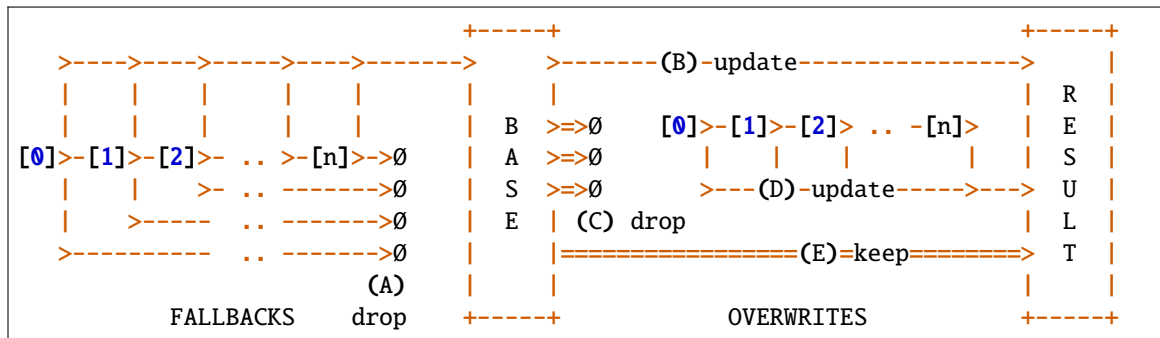 +-----+                                       +------+
    >---->---->----->---->------->      >-------(B)-update---------------->      |
    |    |    |     |    |        |     |                                 |  R   |
    |    |    |     |    |        |  B  >=>Ø    [0]>-[1]>-[2]> .. -[n]>     |  E   |
[0]>-[1]>-[2]>- .. >-[n]>->Ø      |  A  >=>Ø       |    |    |       |      |  S   |
    |    |    >- .. ------->Ø     |  S  >=>Ø       >---(D)-update----->---> U   |
    |    >----- .. ------->Ø      |  E  | (C) drop                        |  L   |
    >---------- .. ------->Ø      |     |=================(E)=keep========>  T   |
                         (A)      |     |                                 |      |
          FALLBACKS    drop    +-----+            OVERWRITES            +------+